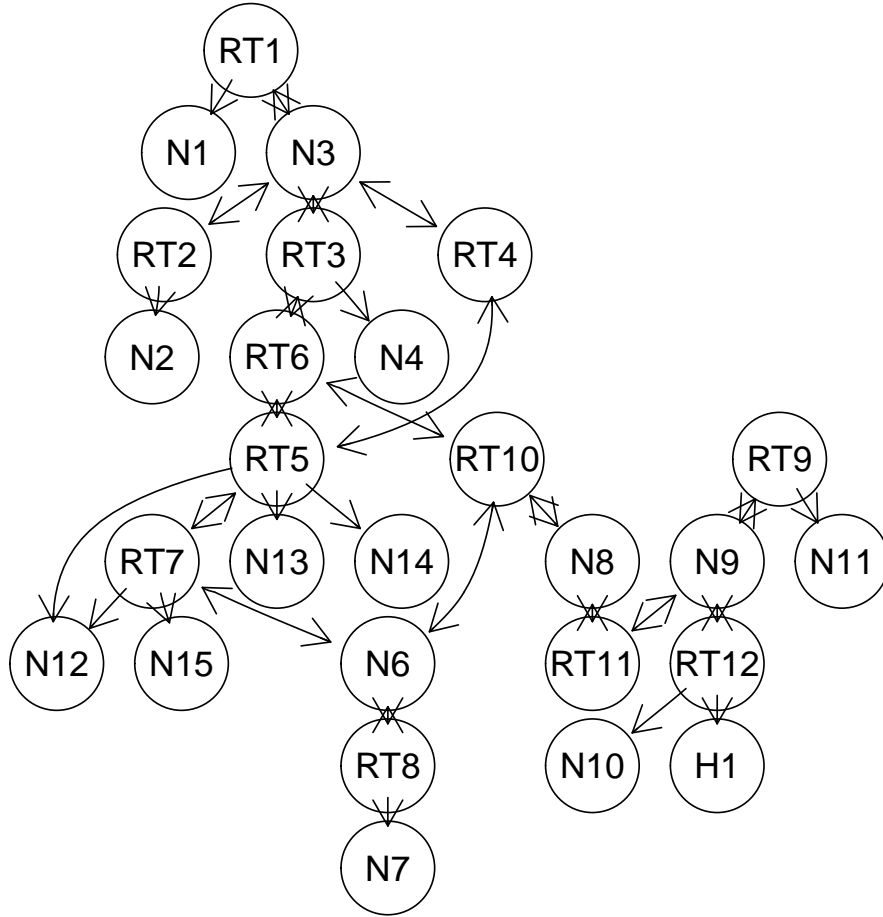 RT1
N1 N3
RT2 RT3 RT4
N2 RT6 N4
RT5 RT10 RT9
RT7 N13 N14 N8 N9 N11
N12 N15 N6 RT11 RT12
RT8 N10 H1
N7